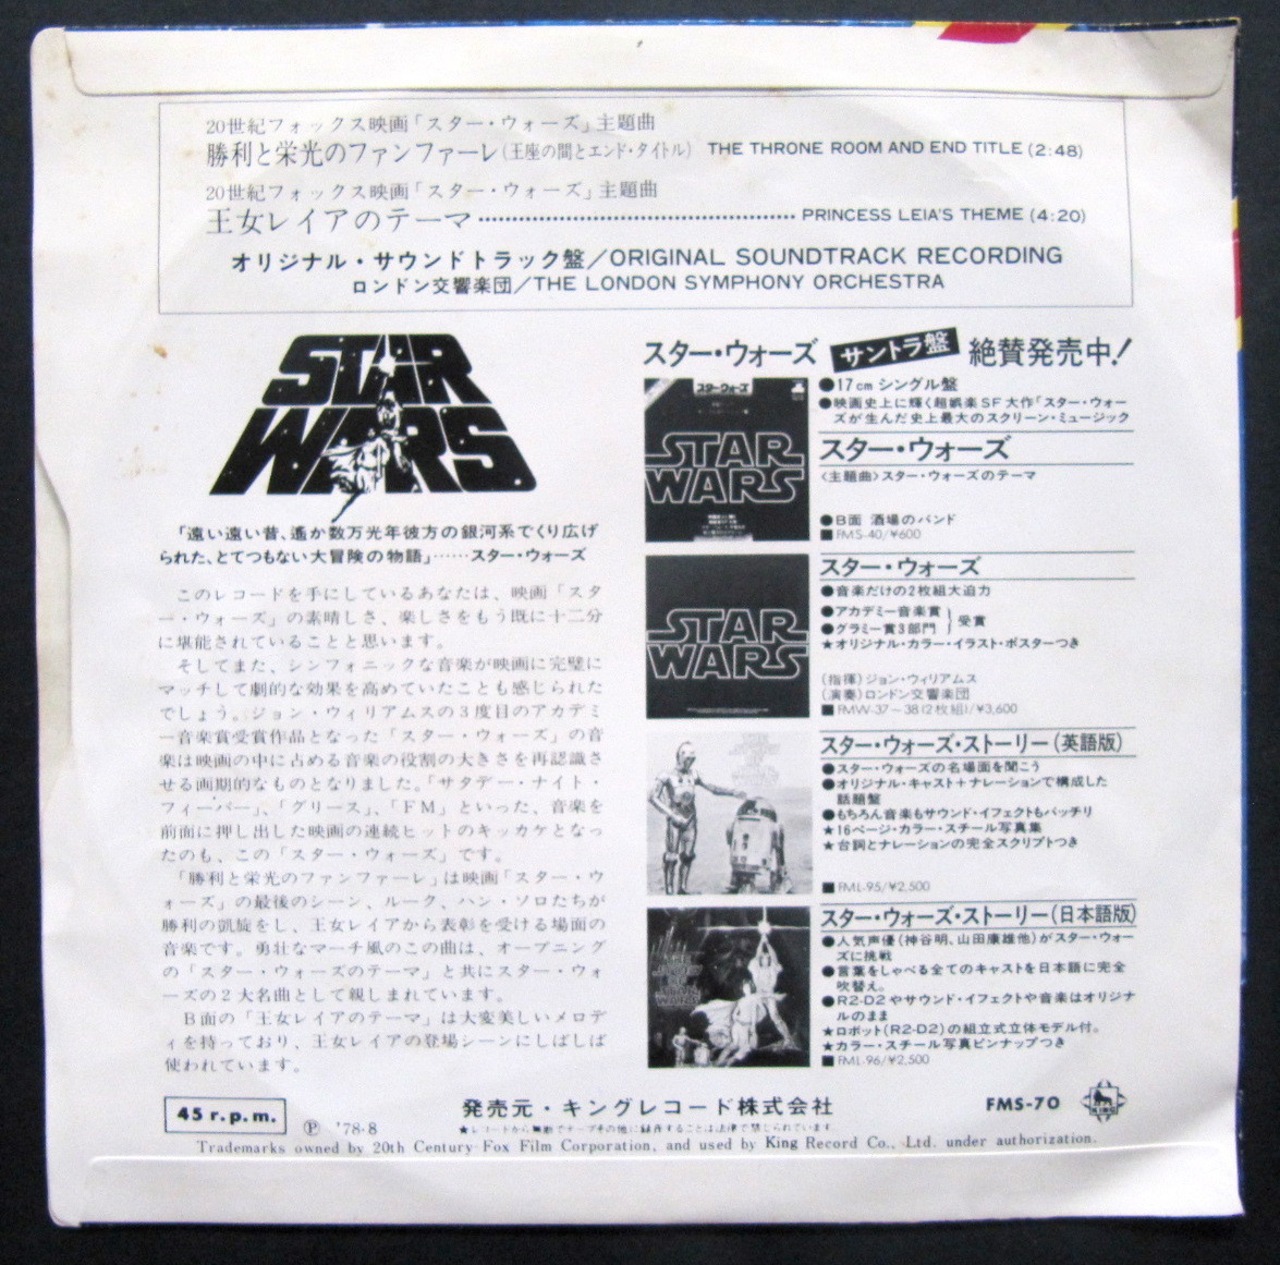 20世紀フォックス映画「スター・ウォーズ」主題曲
勝利と栄光のファンファーレ(王座の間とエンド・タイトル) THE THRONE ROOM AND END TITLE (2:48)
20世紀フォックス映画「スター・ウォーズ」主題曲
王女レイアのテーマ・・・・・・・・・・・・・・・・・・・・・・・・・・・・・・・・・・・・ PRINCESS LEIA'S THEME (4:20)
オリジナル・サウンドトラック盤/ORIGINAL SOUNDTRACK RECORDING
ロンドン交響楽団/THE LONDON SYMPHONY ORCHESTRA
STAR
WARS
「遠い遠い昔、遙か数万光年彼方の銀河系でくり広げ
られた、とてつもない大冒険の物語」……スター・ウォーズ
このレコードを手にしているあなたは、映画「スタ
ー・ウォーズ」の素晴しさ、楽しさをもう既に十二分
に堪能されていることと思います。
そしてまた、シンフォニックな音楽が映画に完璧に
マッチして劇的な効果を高めていたことも感じられた
でしょう。ジョン・ウィリアムスの3度目のアカデミ
ー音楽賞受賞作品となった「スター・ウォーズ」の音
楽は映画の中に占める音楽の役割の大きさを再認識さ
せる画期的なものとなりました。「サタデー・ナイト・
フィーバー」、「グリース」、「FM」といった、音楽を
前面に押し出した映画の連続ヒットのキッカケとなっ
たのも、この「スター・ウォーズ」です。
「勝利と栄光のファンファーレ」は映画「スター・ウ
ォーズ」の最後のシーン、ルーク、ハン・ソロたちが
勝利の凱旋をし、王女レイアから表彰を受ける場面の
音楽です。勇壮なマーチ風のこの曲は、オープニング
の「スター・ウォーズのテーマ」と共にスター・ウォ
ーズの2大名曲として親しまれています。
B面の「王女レイアのテーマ」は大変美しいメロデ
ィを持っており、王女レイアの登場シーンにしばしば
使われています。
スター・ウォーズ サントラ盤 絶賛発売中!
スター・ウォーズ
STAR
WARS
●17cm シングル盤
●映画史上に輝く超娯楽SF大作「スター・ウォー
ズが生んだ史上最大のスクリーン・ミュージック
スター・ウォーズ
〈主題曲〉スター・ウォーズのテーマ
●B面 酒場のバンド
■FMS-40/¥600
STAR
WARS
スター・ウォーズ
●音楽だけの2枚組大迫力
●アカデミー音楽賞
●グラミー賞3部門 } 受賞
★オリジナル・カラー・イラスト・ポスターつき
(指揮)ジョン・ウィリアムス
(演奏)ロンドン交響楽団
■FMW-37~38(2枚組)/¥3,600
スター・ウォーズ・ストーリー(英語版)
●スター・ウォーズの名場面を聞こう
●オリジナル・キャスト+ナレーションで構成した
話題盤
●もちろん音楽もサウンド・イフェクトもバッチリ
★16ページ・カラー・スチール写真集
★台詞とナレーションの完全スクリプトつき
■FML-95/¥2,500
スター・ウォーズ・ストーリー(日本語版)
●人気声優(神谷明、山田康雄他)がスター・ウォー
ズに挑戦
●言葉をしゃべる全てのキャストを日本語に完全
吹替え。
●R2-D2やサウンド・イフェクトや音楽はオリジナ
ルのまま
★ロボット(R2-D2)の組立式立体モデル付。
★カラー・スチール写真ピンナップつき
■FML-96/¥2,500
45 r.p.m.
Ⓟ '78・8
発売元・キングレコード株式会社
★レコードから無断でテープその他に録音することは法律で禁じられています。
FMS-70
KING
Trademarks owned by 20th Century-Fox Film Corporation, and used by King Record Co., Ltd. under authorization.